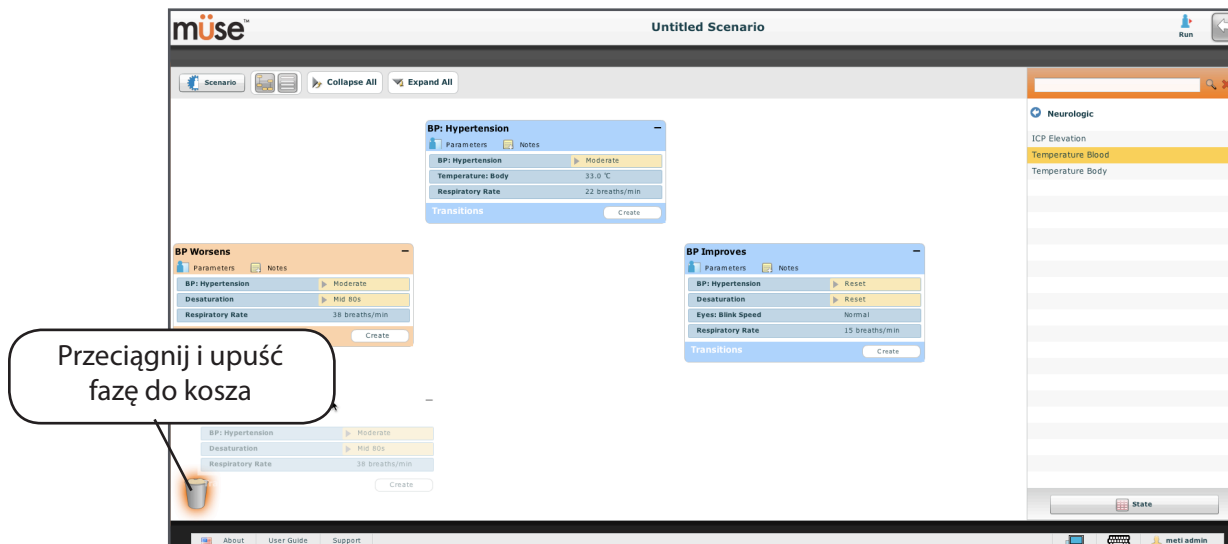 müse™
Untitled Scenario
Run
Scenario
Collapse All
Expand All
Neurologic
ICP Elevation
Temperature Blood
Temperature Body
BP: Hypertension
Parameters Notes
BP: Hypertension Moderate
Temperature: Body 33.0 °C
Respiratory Rate 22 breaths/min
Transitions Create
BP Worsens
Parameters Notes
BP: Hypertension Moderate
Desaturation Mid 80s
Respiratory Rate 38 breaths/min
Create
BP Improves
Parameters Notes
BP: Hypertension Reset
Desaturation Reset
Eyes: Blink Speed Normal
Respiratory Rate 15 breaths/min
Transitions Create
Przeciągnij i upuść
fazę do kosza
BP: Hypertension Moderate
Desaturation Mid 80s
Respiratory Rate 38 breaths/min
Create
State
About User Guide Support
meti admin